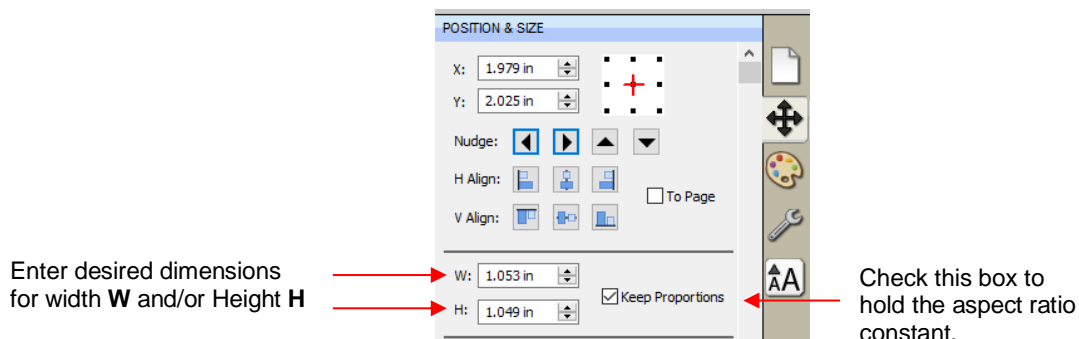 POSITION & SIZE
X: 1.979 in
Y: 2.025 in
Nudge:
H Align:
To Page
V Align:
Enter desired dimensions
for width W and/or Height H
W: 1.053 in
H: 1.049 in
Keep Proportions
AA
Check this box to
hold the aspect ratio
constant.